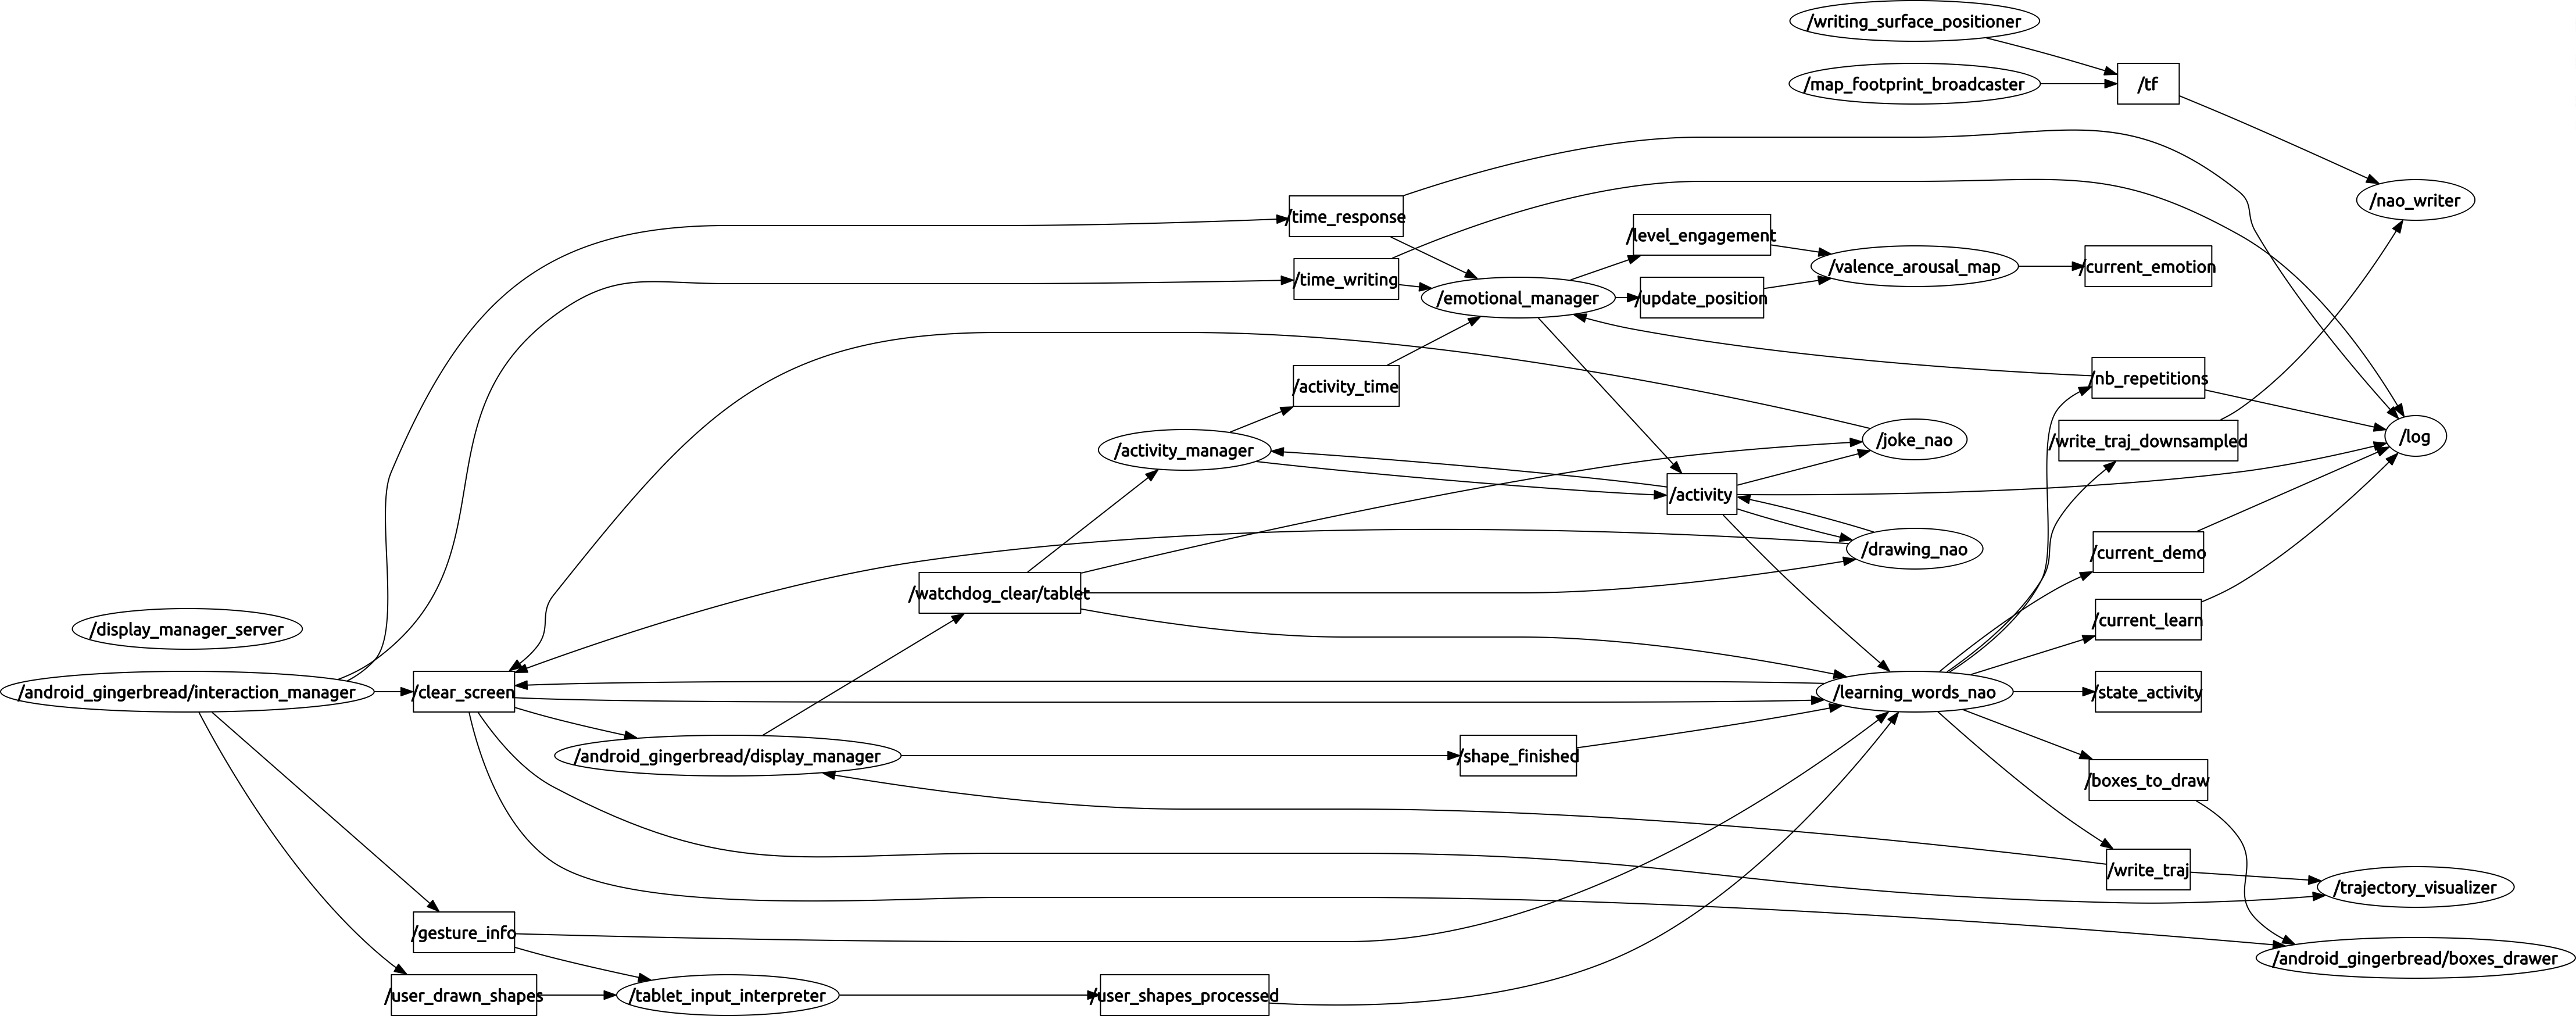 /writing_surface_positioner
/map_footprint_broadcaster
/tf
/nao_writer
/time_response
/time_writing
/level_engagement
/update_position
/emotional_manager
/valence_arousal_map
/current_emotion
/activity_time
/nb_repetitions
/write_traj_downsampled
/log
/activity_manager
/joke_nao
/activity
/drawing_nao
/current_demo
/watchdog_clear/tablet
/current_learn
/display_manager_server
/android_gingerbread/interaction_manager
/clear_screen
/learning_words_nao
/state_activity
/android_gingerbread/display_manager
/shape_finished
/boxes_to_draw
/write_traj
/trajectory_visualizer
/gesture_info
/android_gingerbread/boxes_drawer
/user_drawn_shapes
/tablet_input_interpreter
/user_shapes_processed